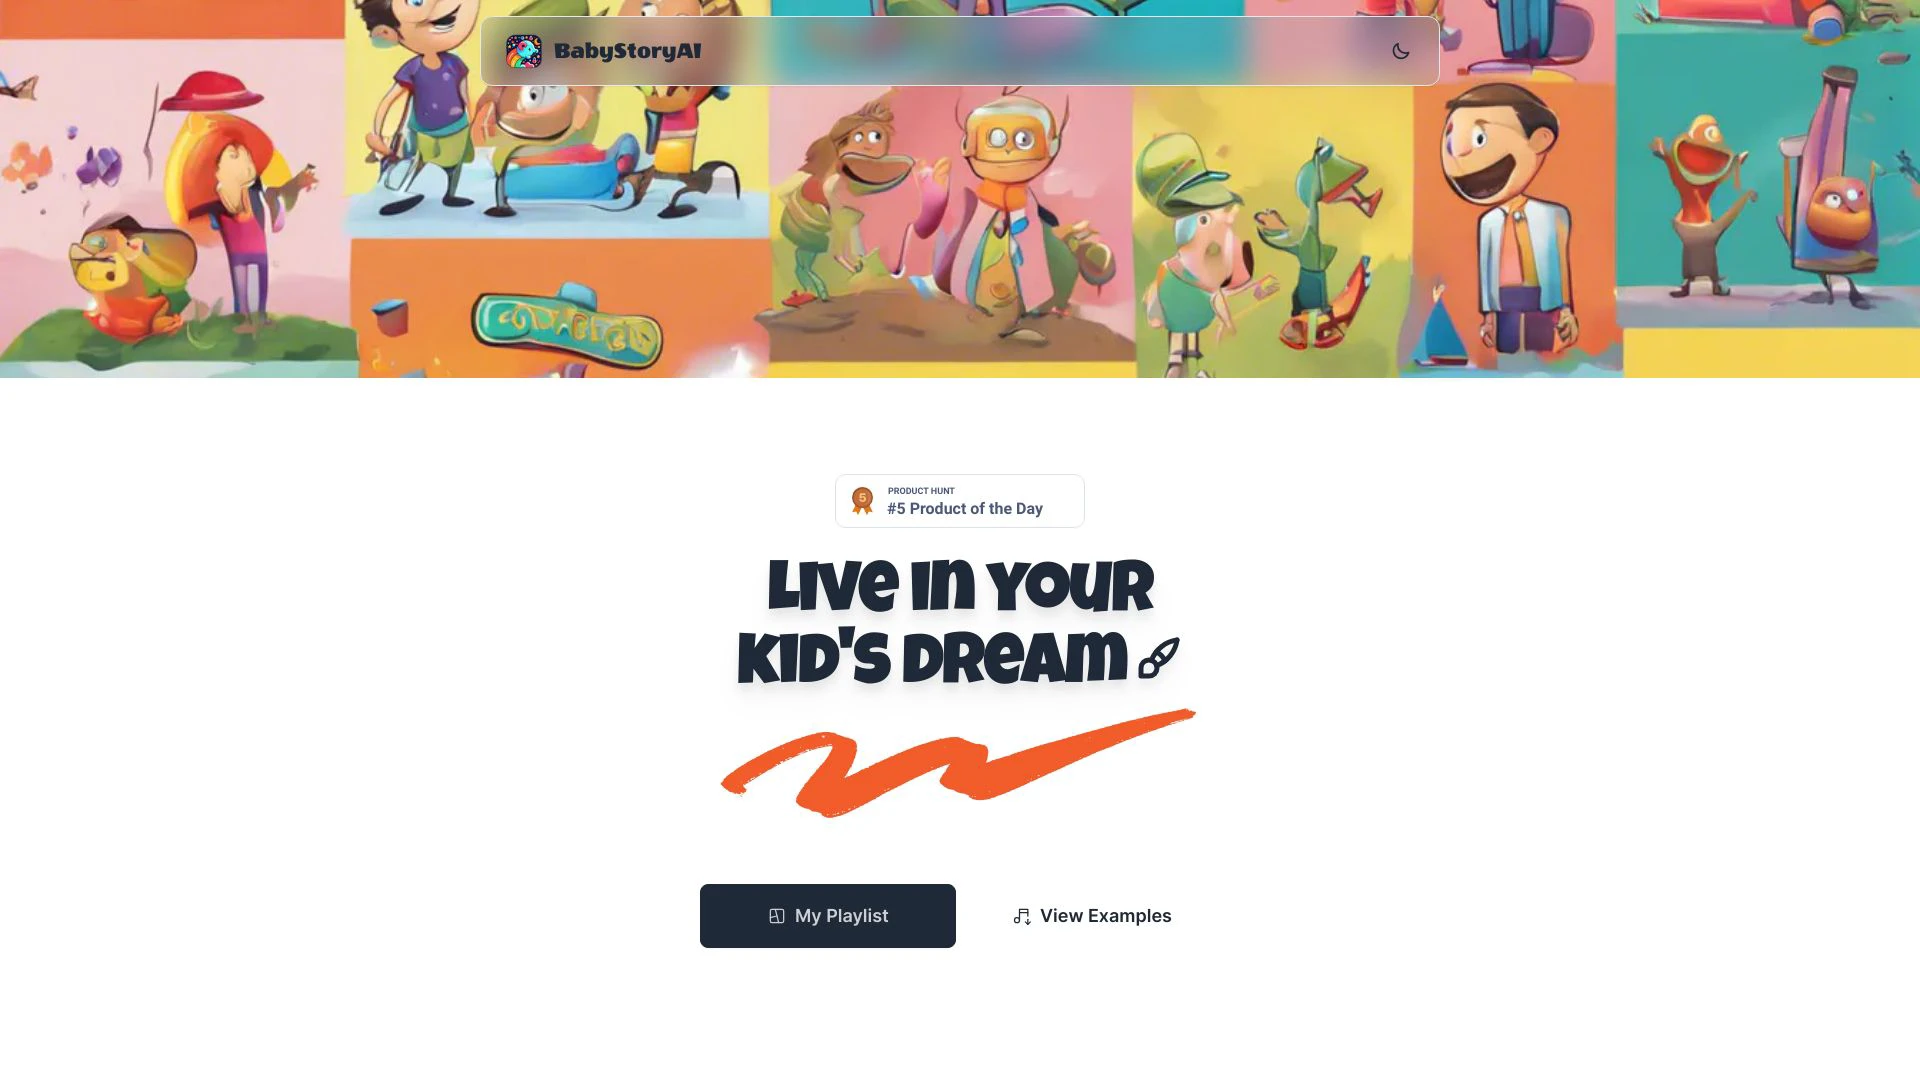 BabyStoryAI
5
PRODUCT HUNT
#5 Product of the Day
Live in Your
Kid's Dream
My Playlist
View Examples